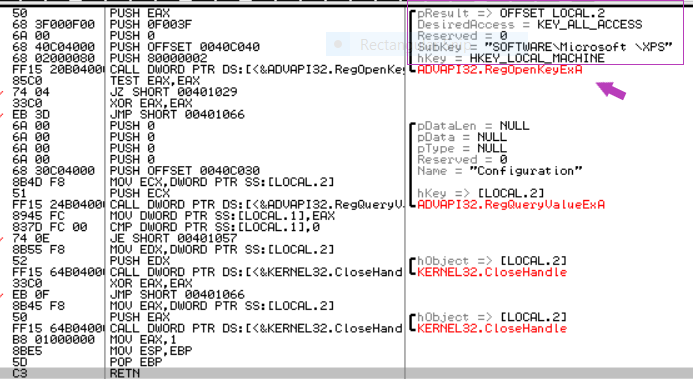 50 PUSH EAX pResult => OFFSET LOCAL.2
68 3F000F00 PUSH 0F003F DesiredAccess = KEY_ALL_ACCESS
6A 00 PUSH 0 Reserved = 0
68 40C04000 PUSH OFFSET 0040C040 SubKey = "SOFTWARE\Microsoft \XPS"
68 02000080 PUSH 80000002 hKey = HKEY_LOCAL_MACHINE
FF15 20B04000 CALL DWORD PTR DS:[<&ADVAPI32.RegOpenKey ADVAPI32.RegOpenKeyExA
85C0 TEST EAX,EAX
74 04 JZ SHORT 00401029
33C0 XOR EAX,EAX
EB 3D JMP SHORT 00401066
6A 00 PUSH 0 pDataLen = NULL
6A 00 PUSH 0 pData = NULL
6A 00 PUSH 0 pType = NULL
6A 00 PUSH 0 Reserved = 0
68 30C04000 PUSH OFFSET 0040C030 Name = "Configuration"
8B4D F8 MOV ECX,DWORD PTR SS:[LOCAL.2]
51 PUSH ECX hKey => [LOCAL.2]
FF15 24B0400 CALL DWORD PTR DS:[<&ADVAPI32.RegQueryV ADVAPI32.RegQueryValueExA
8945 FC MOV DWORD PTR SS:[LOCAL.1],EAX
837D FC 00 CMP DWORD PTR SS:[LOCAL.1],0
74 0E JE SHORT 00401057
8B55 F8 MOV EDX,DWORD PTR SS:[LOCAL.2]
52 PUSH EDX hObject => [LOCAL.2]
FF15 64B0400 CALL DWORD PTR DS:[<&KERNEL32.CloseHand KERNEL32.CloseHandle
33C0 XOR EAX,EAX
EB 0F JMP SHORT 00401066
8B45 F8 MOV EAX,DWORD PTR SS:[LOCAL.2]
50 PUSH EAX hObject => [LOCAL.2]
FF15 64B0400 CALL DWORD PTR DS:[<&KERNEL32.CloseHand KERNEL32.CloseHandle
B8 01000000 MOV EAX,1
8BE5 MOV ESP,EBP
5D POP EBP
C3 RETN